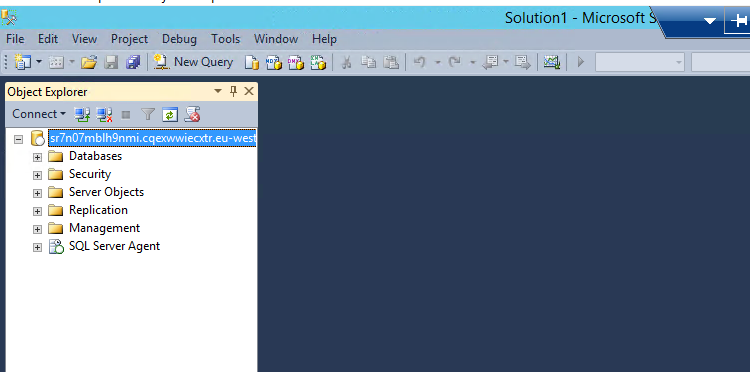 Solution1 - Microsoft S
File Edit View Project Debug Tools Window Help
New Query
Object Explorer
Connect
sr7n07mblh9nmi.cqexwwiecxtr.eu-west
Databases
Security
Server Objects
Replication
Management
SQL Server Agent